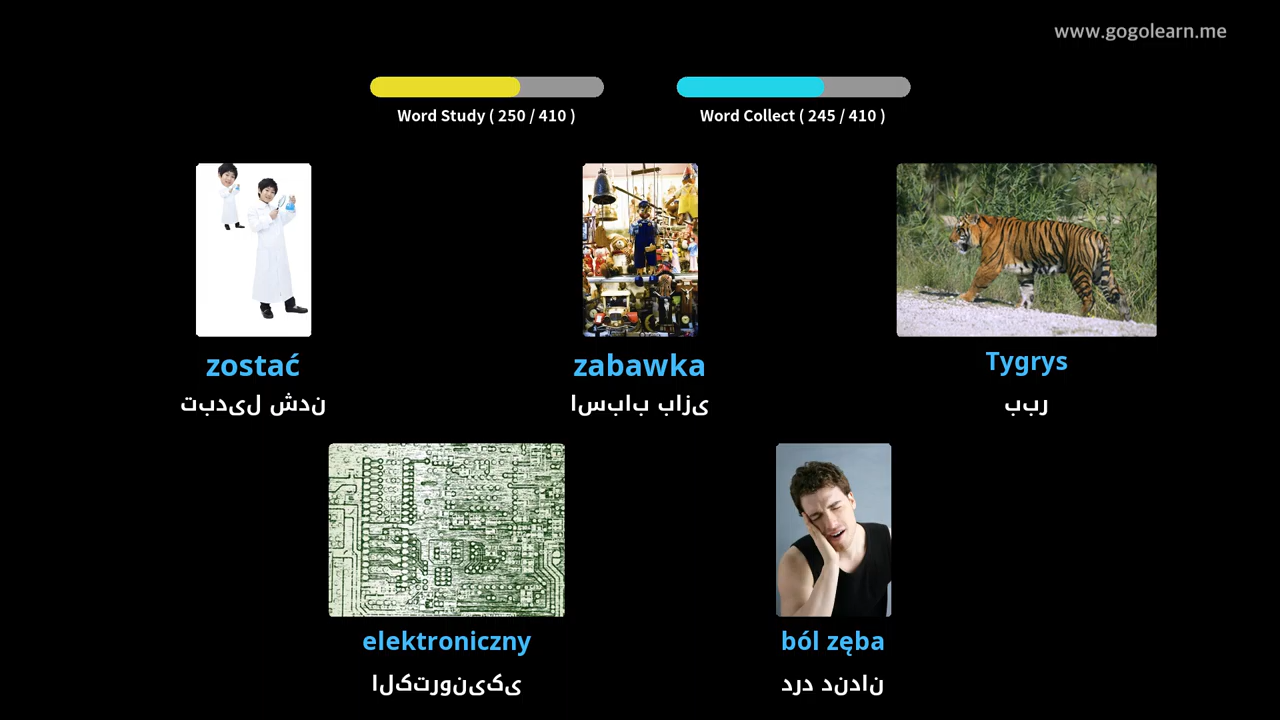 www.gogolearn.me
Word Study ( 250 / 410 )
Word Collect ( 245 / 410 )
zostać
تبدیل شدن
zabawka
اسباب بازی
Tygrys
ببر
elektroniczny
الکترونیکی
ból zęba
درد دندان